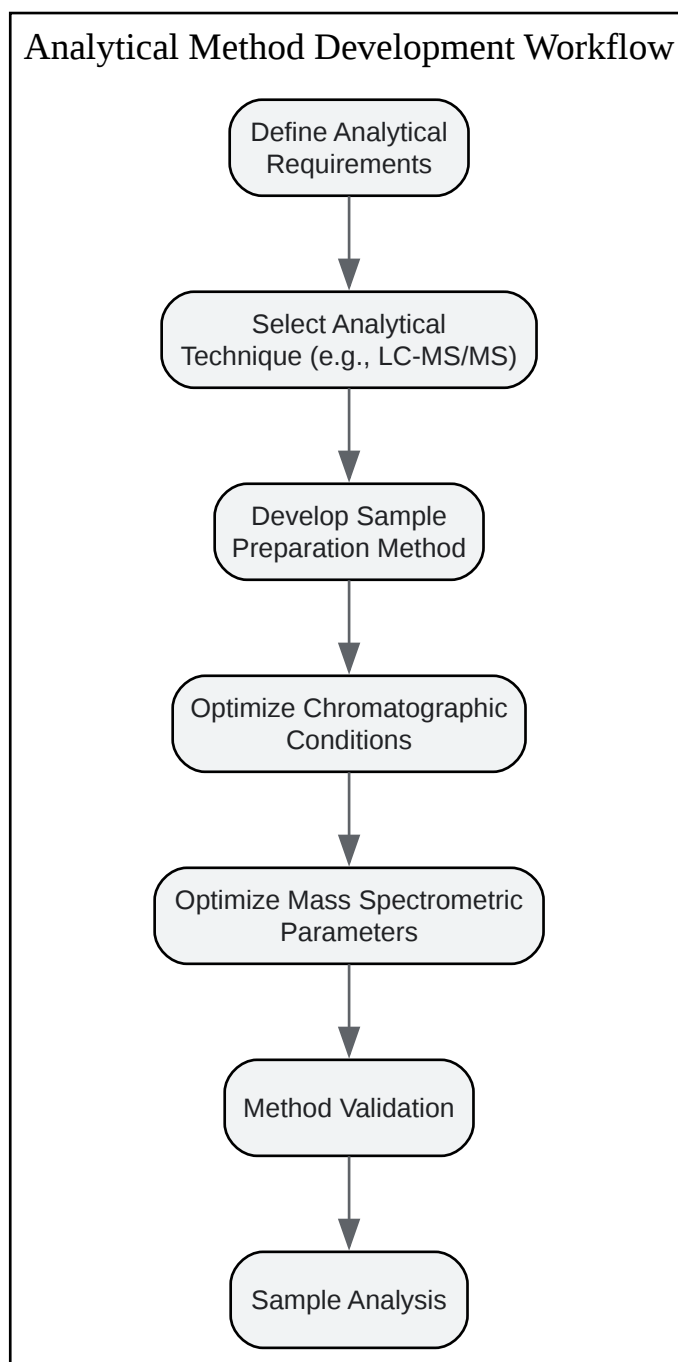 Analytical Method Development Workflow
Define Analytical
Requirements
Select Analytical
Technique (e.g., LC-MS/MS)
Develop Sample
Preparation Method
Optimize Chromatographic
Conditions
Optimize Mass Spectrometric
Parameters
Method Validation
Sample Analysis